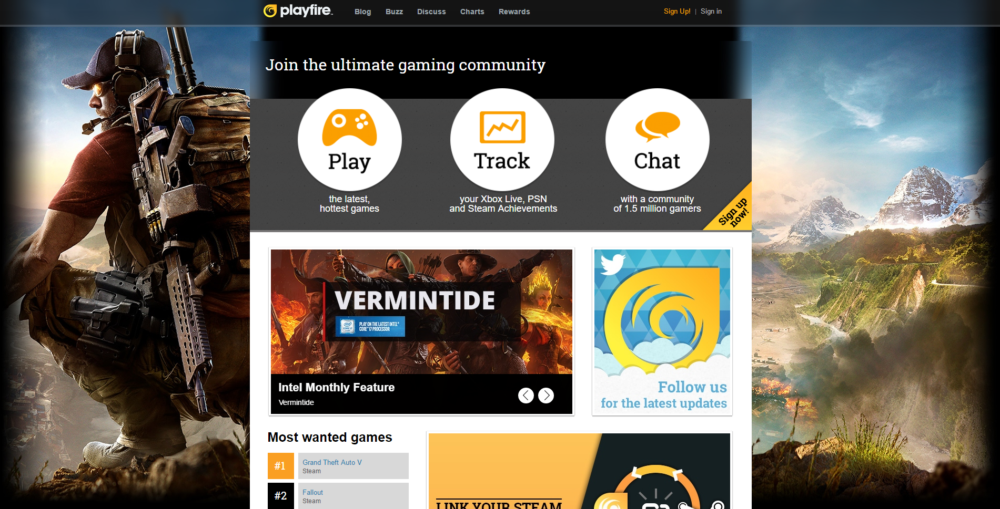 playfire
Blog Buzz Discuss Charts Rewards
Sign Up! | Sign in
Join the ultimate gaming community
Play
the latest,
hottest games
Track
your Xbox Live, PSN
and Steam Achievements
Chat
with a community
of 1.5 million gamers
Sign up
now!
VERMINTIDE
PLAY ON THE LATEST INTEL®
CORE™ I7 PROCESSOR
Intel Monthly Feature
Vermintide
Follow us
for the latest updates
Most wanted games
#1
Grand Theft Auto V
Steam
#2
Fallout
Steam
LINK YOUR STEAM